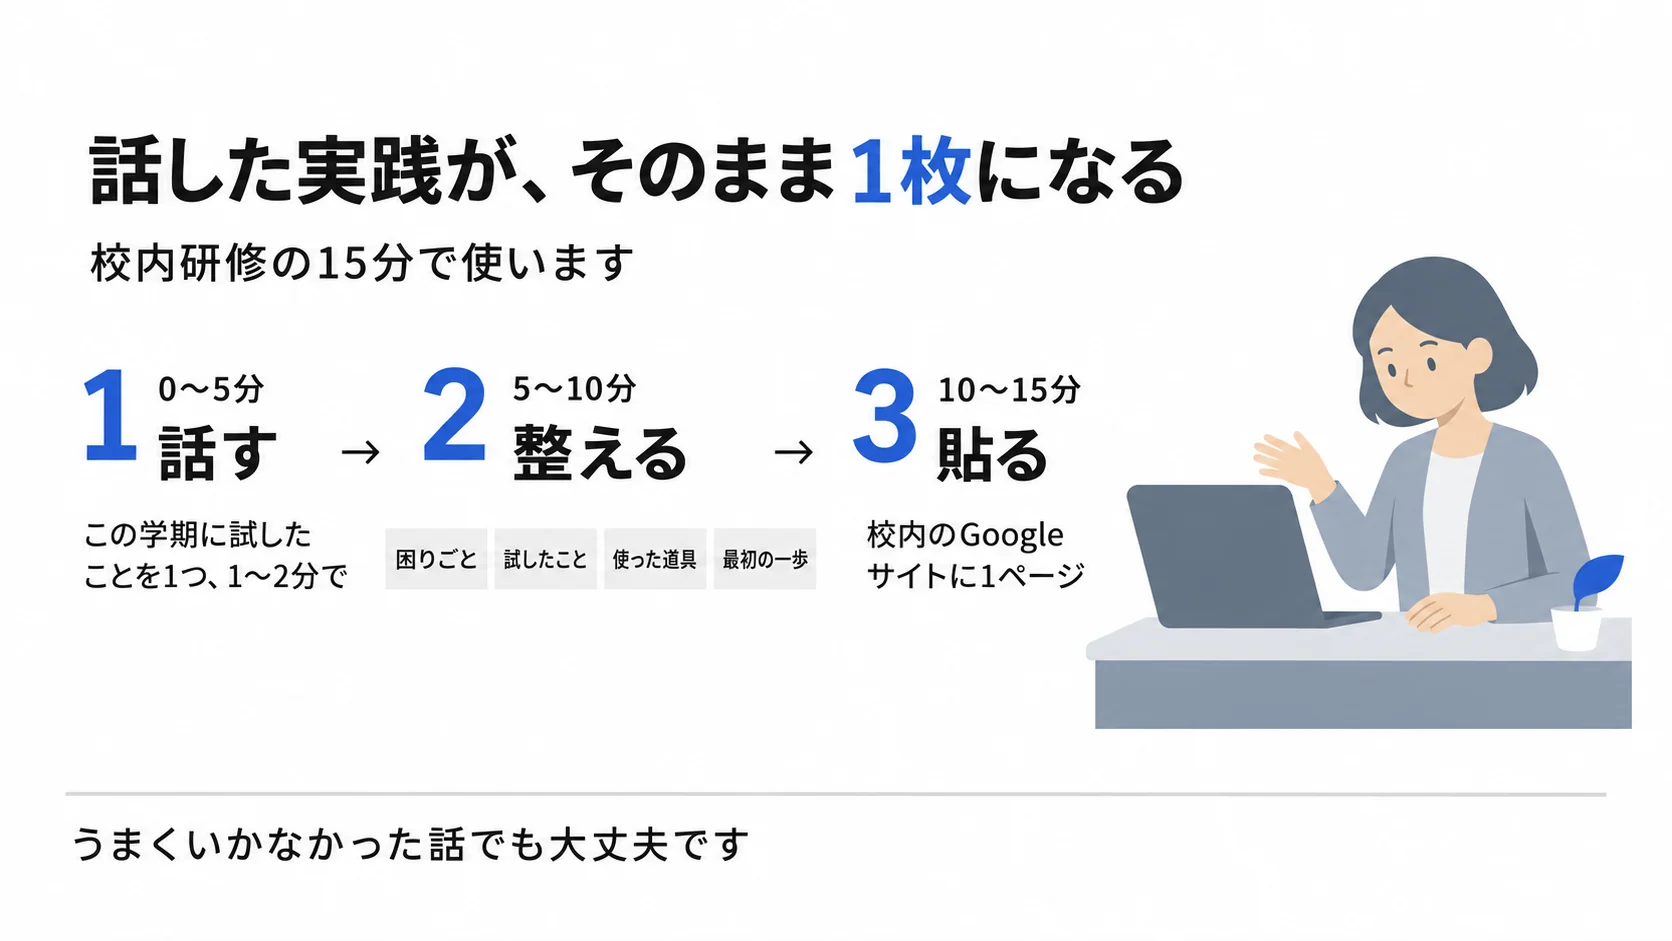 話した実践が、そのまま1枚になる
校内研修の15分で使います
1
0〜5分
話す
この学期に試した
ことを1つ、1〜2分で
→
2
5〜10分
整える
困りごと
試したこと
使った道具
最初の一歩
→
3
10〜15分
貼る
校内のGoogle
サイトに1ページ
うまくいかなかった話でも大丈夫です